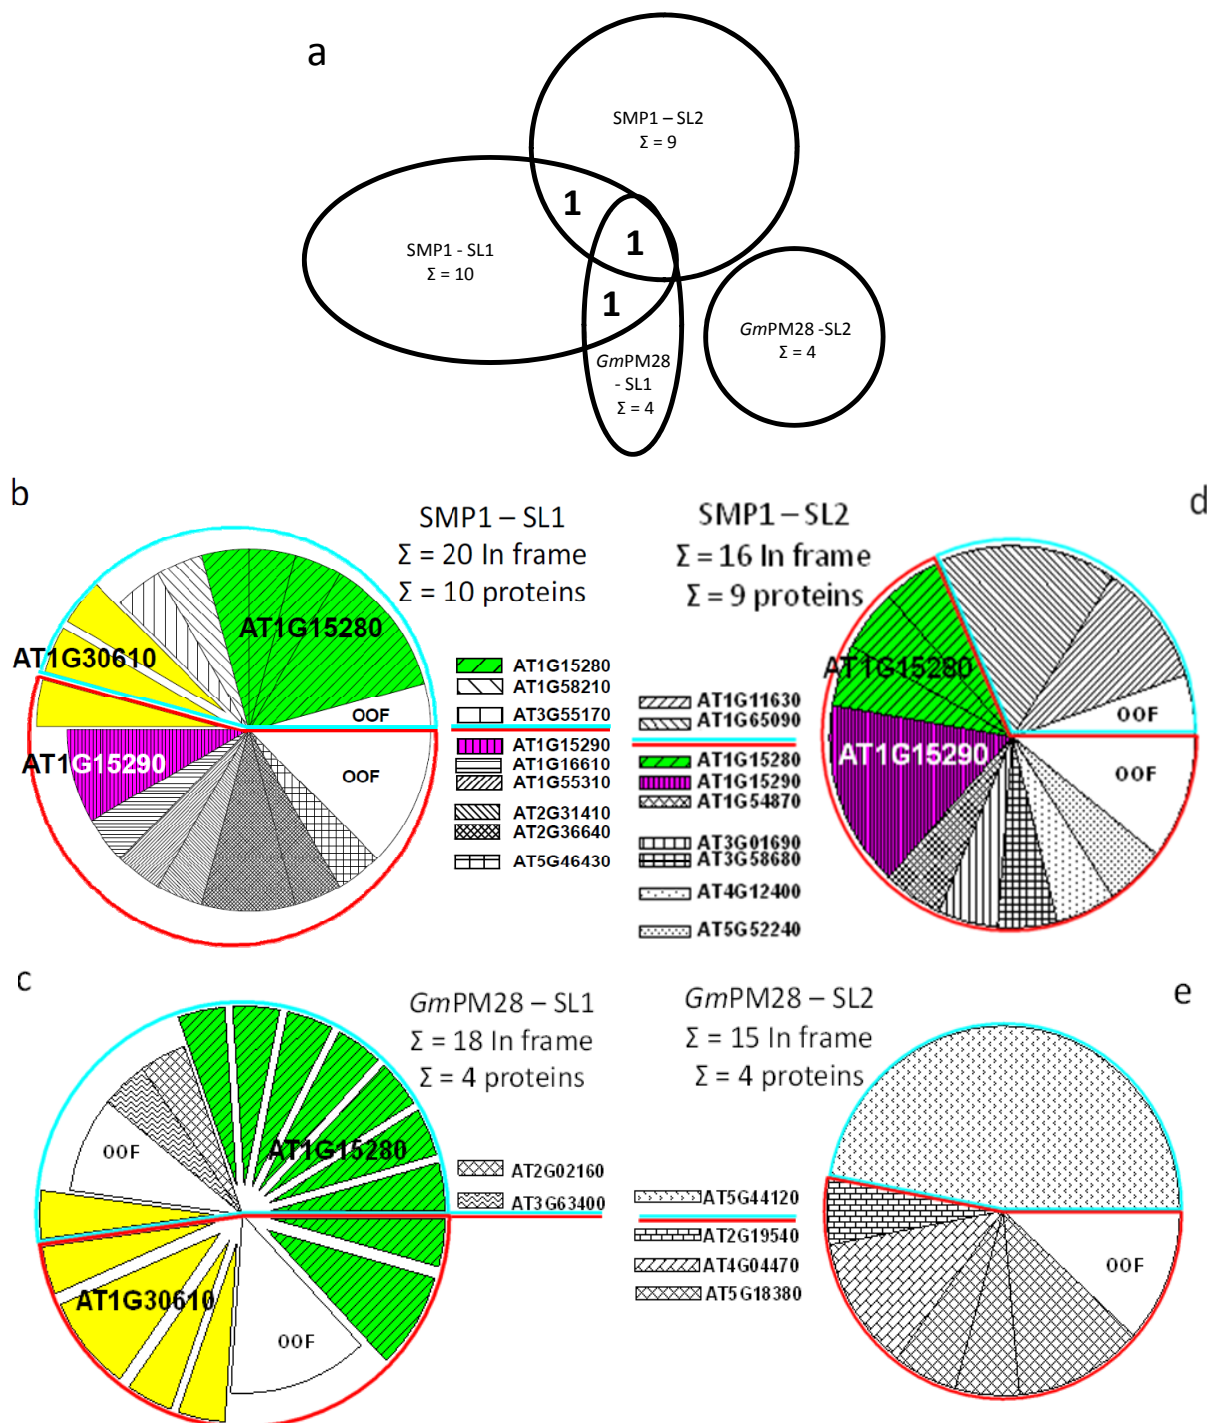 a
SMP1 – SL2
Σ = 9
1
1
SMP1 - SL1
Σ = 10
1
GmPM28 -SL2
Σ = 4
GmPM28
- SL1
Σ = 4
b
SMP1 – SL1
Σ = 20 In frame
Σ = 10 proteins
AT1G15280
AT1G30610
OOF
AT1G15290
OOF
AT1G15280
AT1G58210
AT3G55170
AT1G15290
AT1G16610
AT1G55310
AT2G31410
AT2G36640
AT5G46430
d
SMP1 – SL2
Σ = 16 In frame
Σ = 9 proteins
AT1G15280
OOF
AT1G15290
OOF
AT1G11630
AT1G65090
AT1G15280
AT1G15290
AT1G54870
AT3G01690
AT3G58680
AT4G12400
AT5G52240
c
GmPM28 – SL1
Σ = 18 In frame
Σ = 4 proteins
OOF
AT1G15280
AT1G30610
OOF
AT2G02160
AT3G63400
e
GmPM28 – SL2
Σ = 15 In frame
Σ = 4 proteins
AT5G44120
AT2G19540
AT4G04470
AT5G18380
OOF